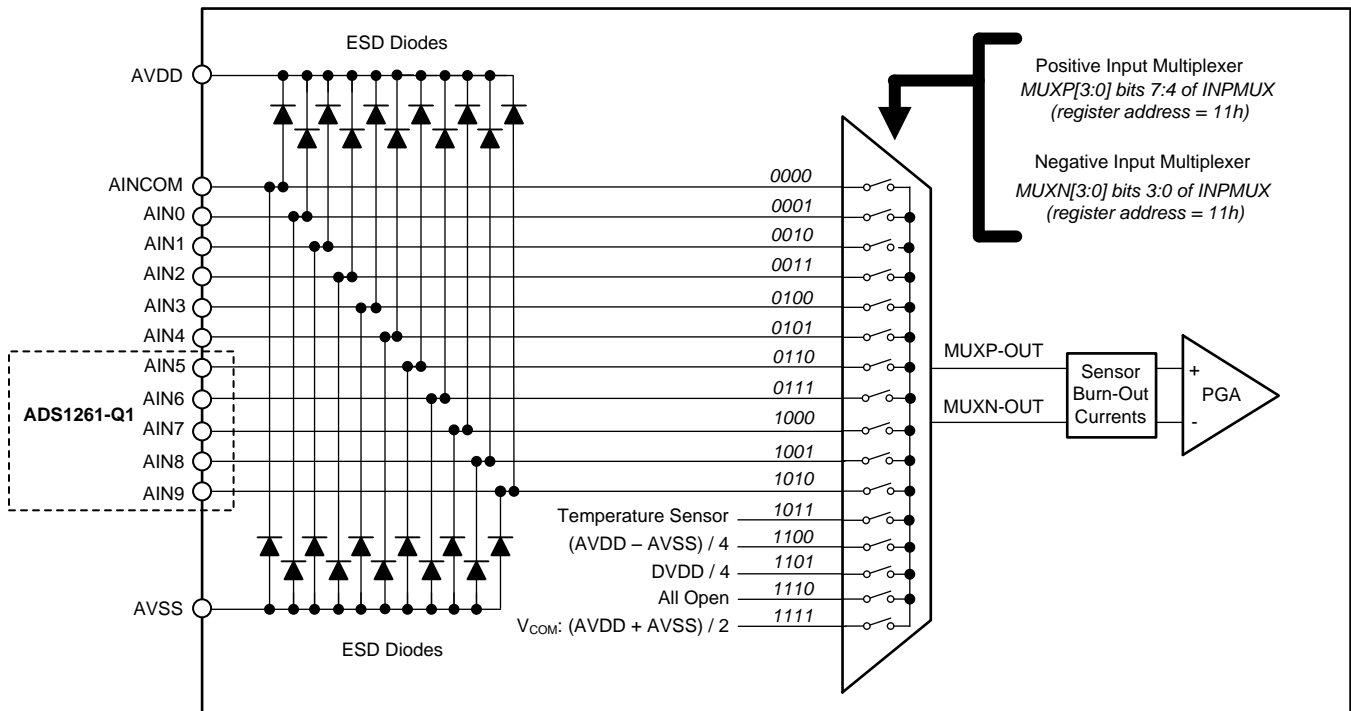 ESD Diodes
AVDD
Positive Input Multiplexer
MUXP[3:0] bits 7:4 of INPMUX
(register address = 11h)
Negative Input Multiplexer
MUXN[3:0] bits 3:0 of INPMUX
(register address = 11h)
AINCOM
0000
AIN0
0001
AIN1
0010
AIN2
0011
AIN3
0100
AIN4
0101
AIN5
0110
AIN6
0111
AIN7
1000
AIN8
1001
AIN9
1010
ADS1261-Q1
MUXP-OUT
MUXN-OUT
Sensor
Burn-Out
Currents
+
PGA
-
Temperature Sensor
1011
(AVDD – AVSS) / 4
1100
DVDD / 4
1101
All Open
1110
VCOM: (AVDD + AVSS) / 2
1111
AVSS
ESD Diodes